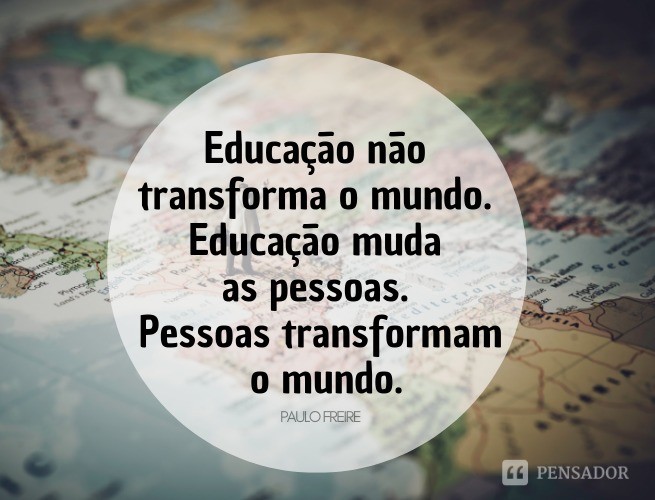 Educação não
transforma o mundo.
Educação muda
as pessoas.
Pessoas transformam
o mundo.
PAULO FREIRE
PENSADOR